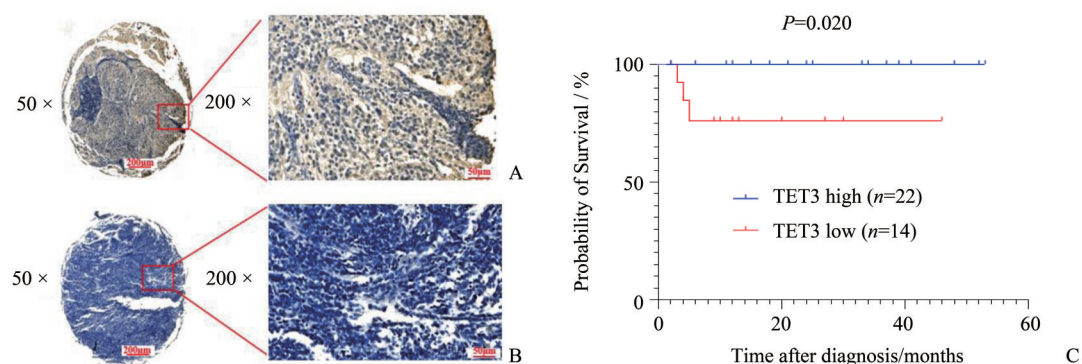 50 ×
200μm
200 ×
50μm
A
50 ×
200μm
200 ×
50μm
B
P=0.020
Probability of Survival / %
100
50
0
TET3 high (n=22)
TET3 low (n=14)
0
20
40
60
Time after diagnosis/months
C